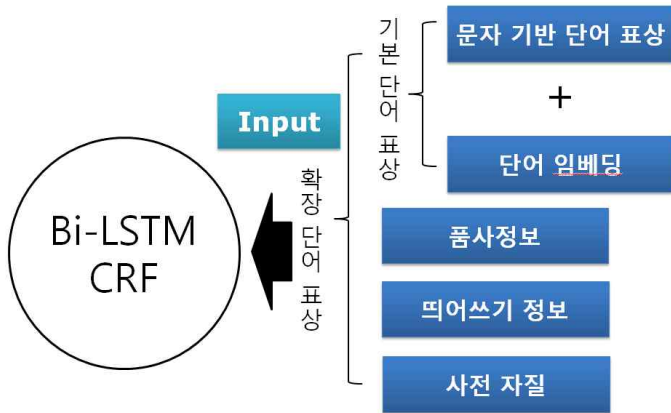 Bi-LSTM
CRF
Input
확장 단어 표상
기본 단어 표상
문자 기반 단어 표상
+
단어 임베딩
품사정보
띄어쓰기 정보
사전 자질